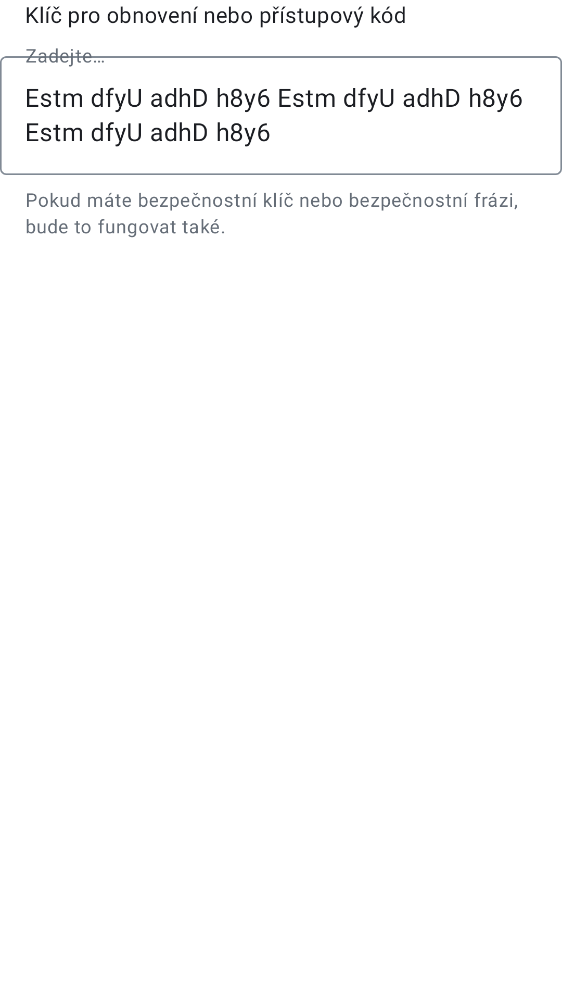 Klíč pro obnovení nebo přístupový kód
Zadejte…
Estm dfyU adhD h8y6 Estm dfyU adhD h8y6
Estm dfyU adhD h8y6
Pokud máte bezpečnostní klíč nebo bezpečnostní frázi,
bude to fungovat také.